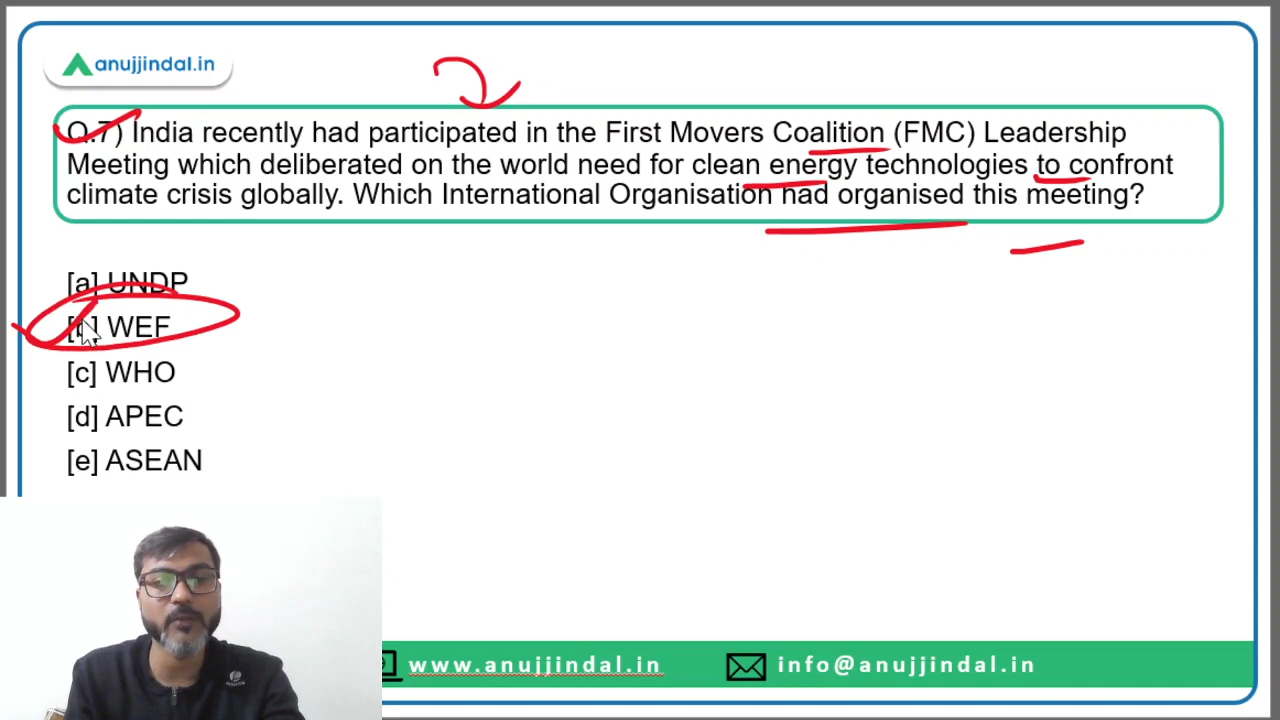 anujjindal.in
Q.7) India recently had participated in the First Movers Coalition (FMC) Leadership
Meeting which deliberated on the world need for clean energy technologies to confront
climate crisis globally. Which International Organisation had organised this meeting?
[a] UNDP
[b] WEF
[c] WHO
[d] APEC
[e] ASEAN
www.anujjindal.in
info@anujjindal.in